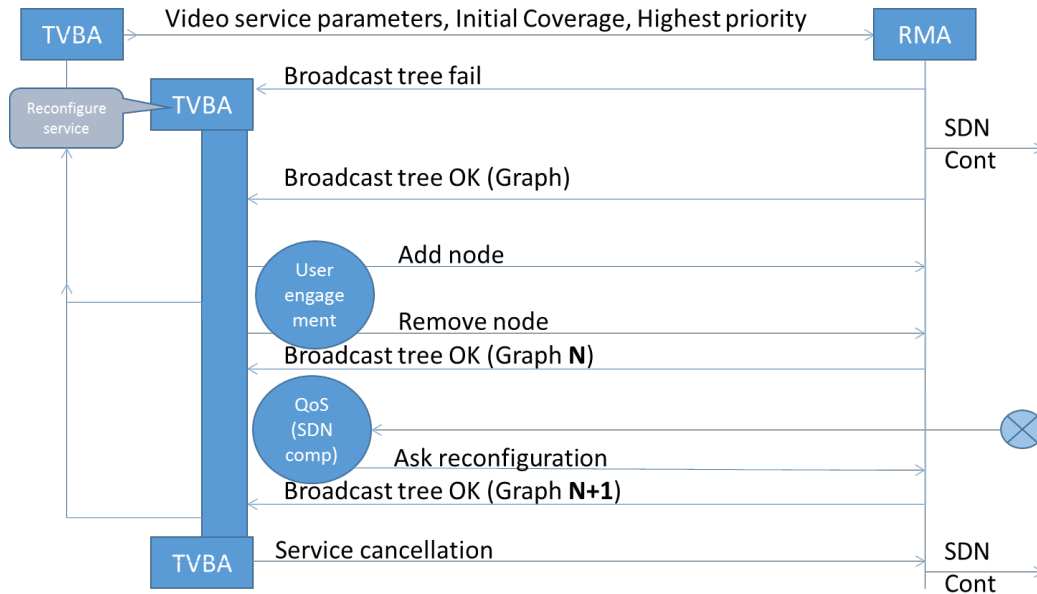 Video service parameters, Initial Coverage, Highest priority
TVBA
RMA
Broadcast tree fail
TVBA
Reconfigure
service
SDN
Cont
Broadcast tree OK (Graph)
Add node
User
engage
ment
Remove node
Broadcast tree OK (Graph N)
QoS
(SDN
comp)
Ask reconfiguration
Broadcast tree OK (Graph N+1)
Service cancellation
TVBA
SDN
Cont